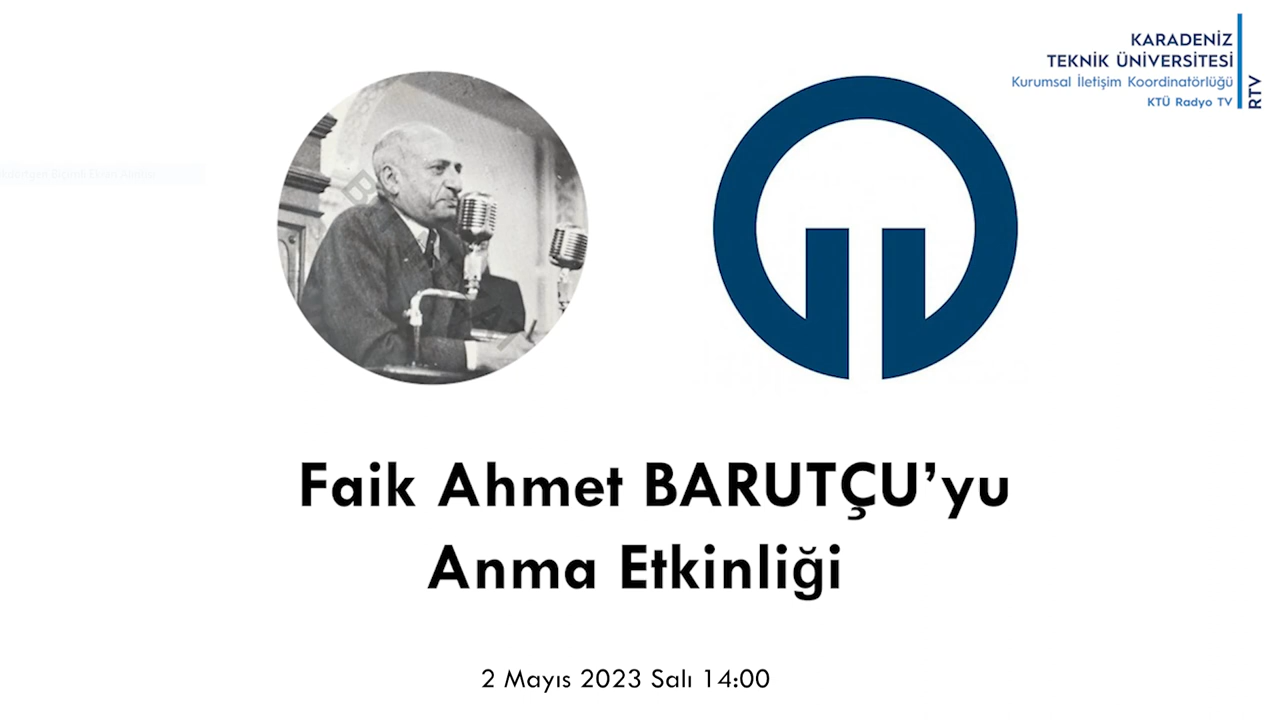 KARADENİZ
TEKNİK ÜNİVERSİTESİ
Kurumsal İletişim Koordinatörlüğü
KTÜ Radyo TV
RTV
Faik Ahmet BARUTÇU’yu
Anma Etkinliği
2 Mayıs 2023 Salı 14:00